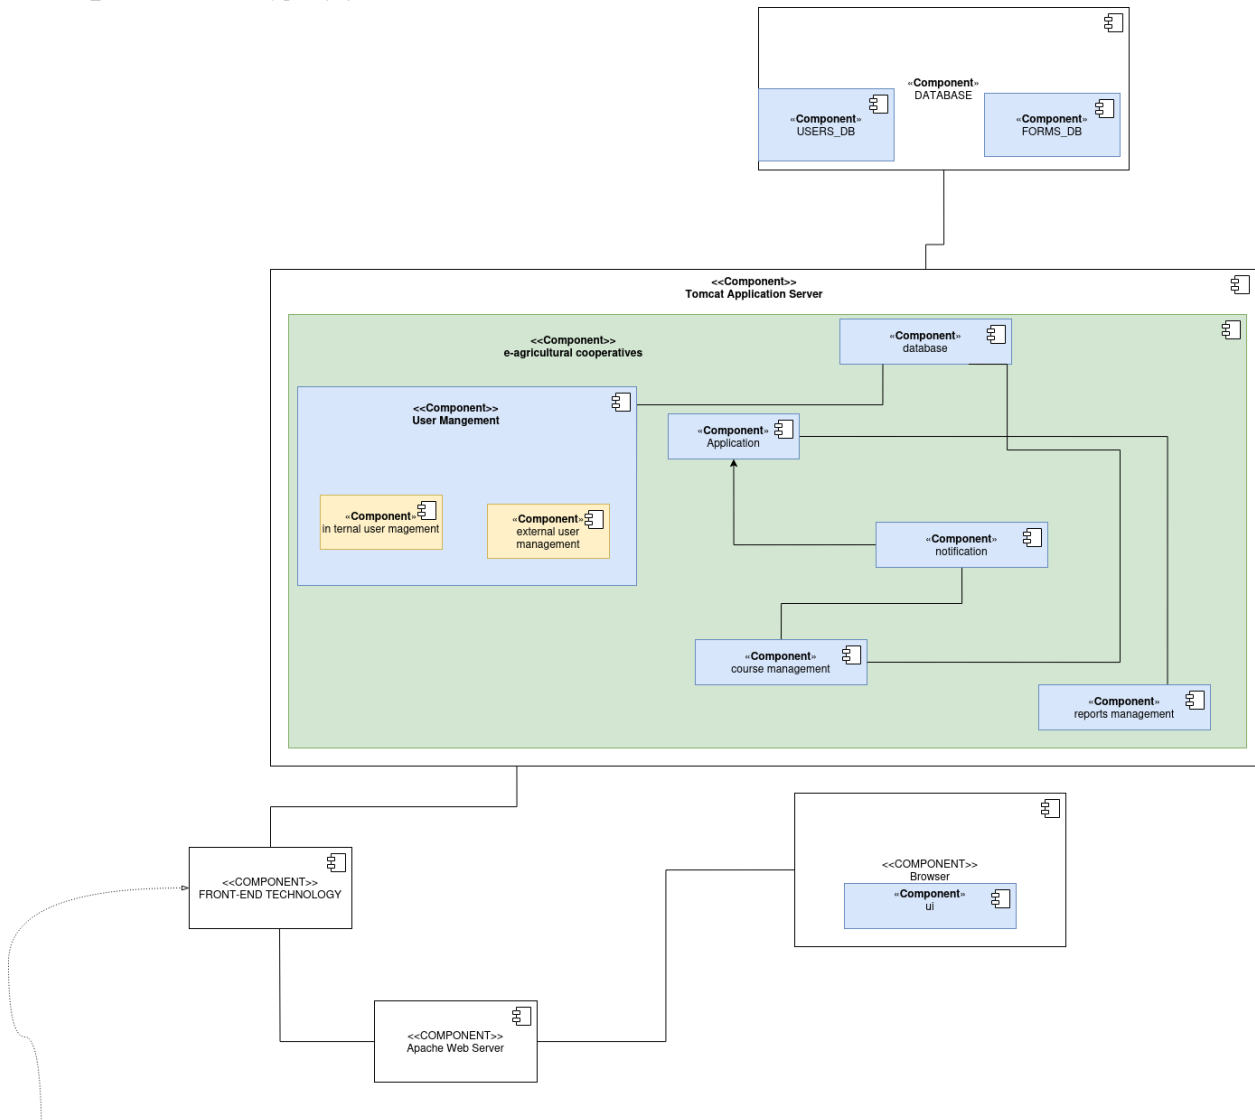 «Component»
DATABASE
«Component»
USERS_DB
«Component»
FORMS_DB
<<Component>>
Tomcat Application Server
<<Component>>
e-agricultural cooperatives
«Component»
database
<<Component>>
User Mangement
«Component»
Application
«Component»
in ternal user magement
«Component»
external user
management
«Component»
notification
«Component»
course management
«Component»
reports management
<<COMPONENT>>
FRONT-END TECHNOLOGY
<<COMPONENT>>
Browser
«Component»
ui
<<COMPONENT>>
Apache Web Server